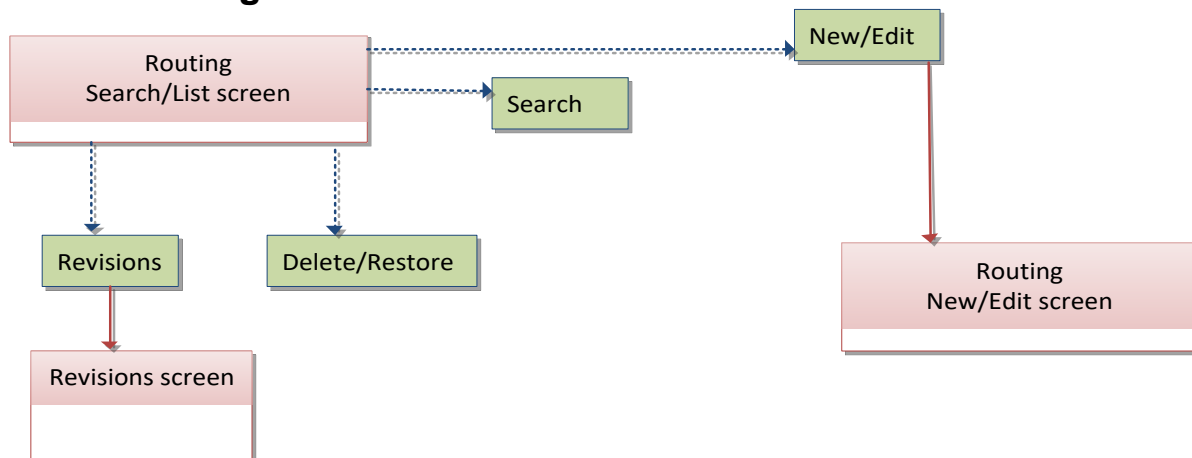 New/Edit
Routing
Search/List screen
Search
Revisions
Delete/Restore
Routing
New/Edit screen
Revisions screen